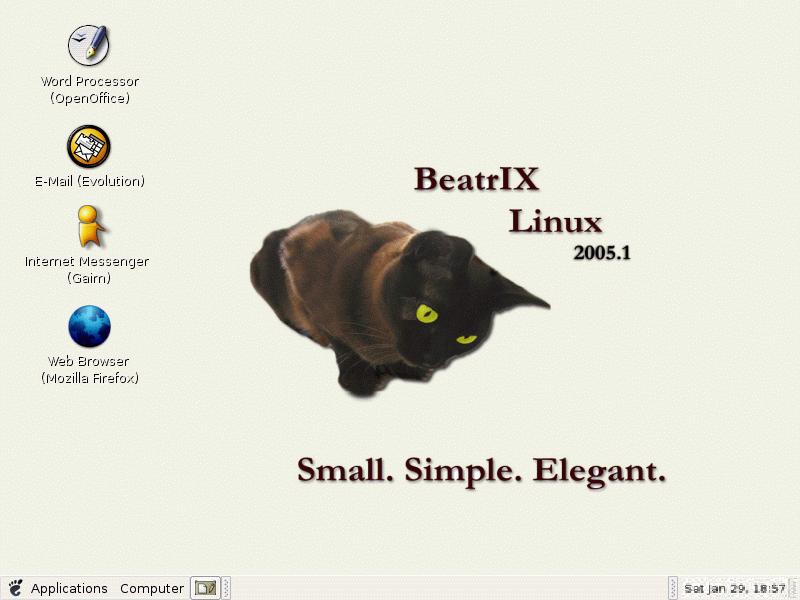 Word Processor
(OpenOffice)
E-Mail (Evolution)
Internet Messenger
(Gaim)
Web Browser
(Mozilla Firefox)
BeatrIX
Linux
2005.1
Small. Simple. Elegant.
Applications Computer
Sat Jan 29, 18:57